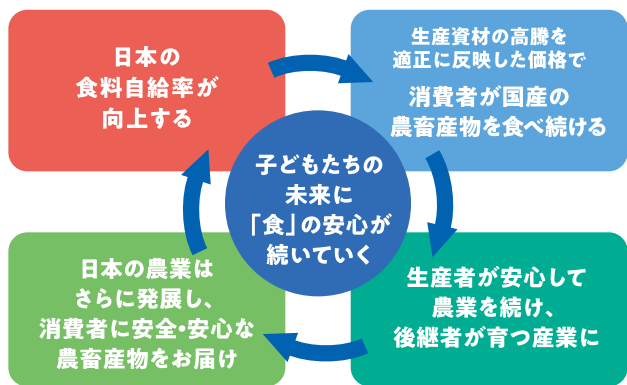 日本の
食料自給率が
向上する
生産資材の高騰を
適正に反映した価格で
消費者が国産の
農畜産物を食べ続ける
子どもたちの
未来に
「食」の安心が
続いていく
生産者が安心して
農業を続け、
後継者が育つ産業に
日本の農業は
さらに発展し、
消費者に安全・安心な
農畜産物をお届け